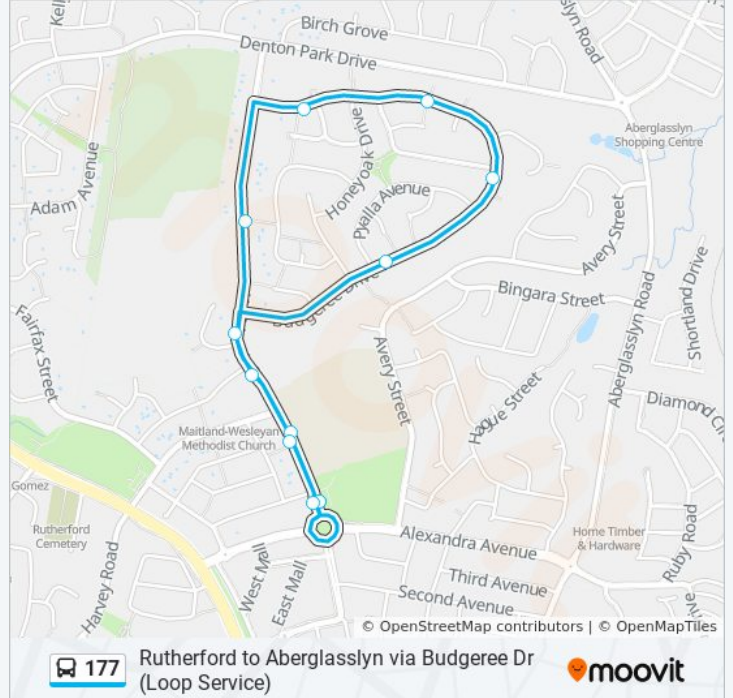 Birch Grove
Denton Park Drive
Aberglasslyn
Shopping Centre
Adam Avenue
Honeyoak Drive
Pyalla Avenue
Avery Street
Bingara Street
Shortland Drive
Aberglasslyn Road
Fairfax Street
Avery Street
Hague Street
Diamond
Maitland-Wesleyan
Methodist Church
Gomez
Rutherford
Cemetery
Harvey Road
West Mall
East Mall
Alexandra Avenue
Home Timber
& Hardware
Ruby Road
Third Avenue
Second Avenue
© OpenStreetMap contributors | © OpenMapTiles
177
Rutherford to Aberglasslyn via Budgeree Dr
(Loop Service)
moovit